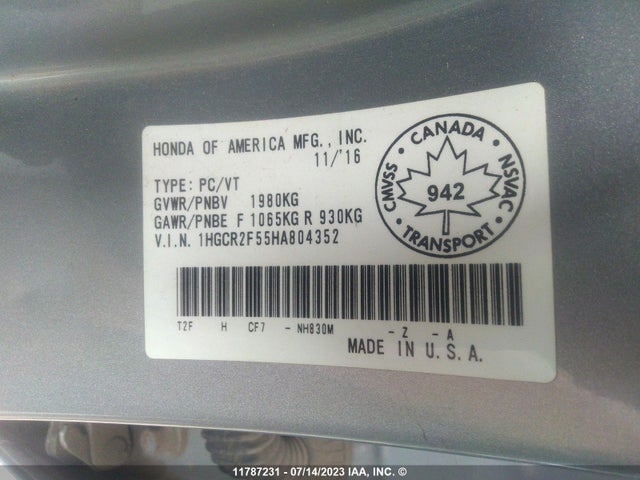 HONDA OF AMERICA MFG., INC.
11/'16
TYPE: PC/VT
GVWR/PNBV 1980KG
GAWR/PNBE F 1065KG R 930KG
V.I.N. 1HGCR2F55HA804352
CANADA
CMVSS
942
NSVAC
TRANSPORT
T2F H CF7 - NH830M - Z - A
MADE IN U.S.A.
11787231 - 07/14/2023 IAA, INC. ©